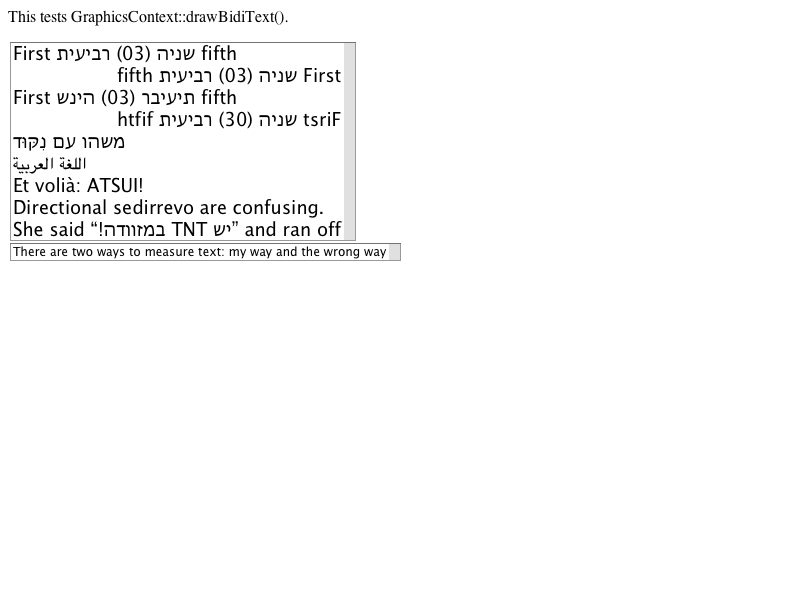 This tests GraphicsContext::drawBidiText().
First שניה (03) רביעית fifth
First שניה (03) רביעית fifth
First תיעיבר (03) הינש fifth
htfif שניה (30) רביעית tsriF
משהו עם נִקּוּד
اللغة العربية
Et volià: ATSUI!
Directional sedirrevo are confusing.
She said “יש TNT במזוודה!” and ran off
There are two ways to measure text: my way and the wrong way